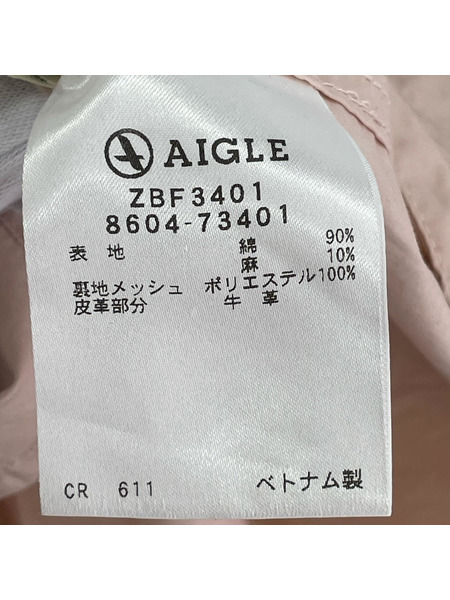 AIGLE
ZBF3401
8604-73401
表地 綿 90%
麻 10%
裏地メッシュ ポリエステル100%
皮革部分 牛革
CR 611 ベトナム製